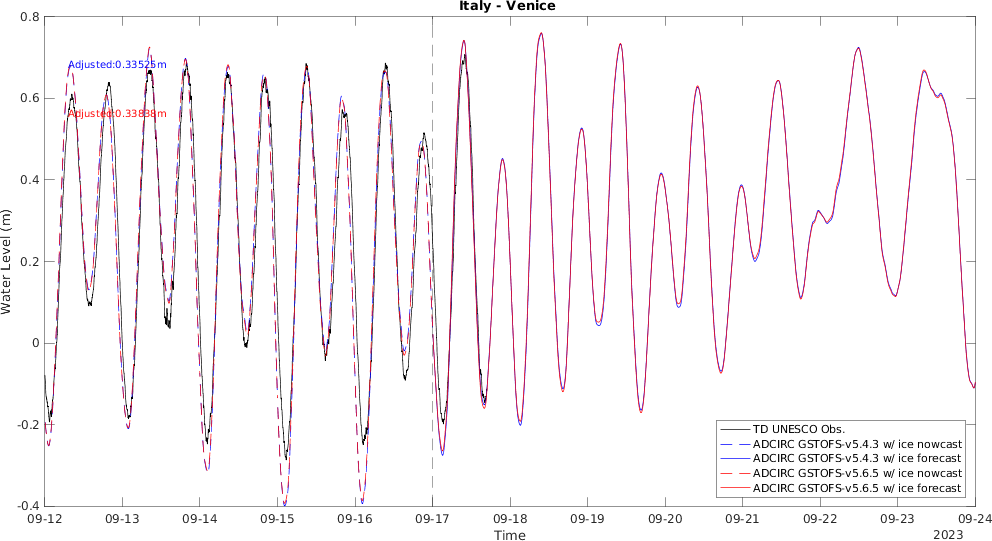 Italy - Venice
Water Level (m)
0.8
0.6
0.4
0.2
0
-0.2
-0.4
Adjusted:0.33525m
Adjusted:0.33838m
TD UNESCO Obs.
ADCIRC GSTOFS-v5.4.3 w/ ice nowcast
ADCIRC GSTOFS-v5.4.3 w/ ice forecast
ADCIRC GSTOFS-v5.6.5 w/ ice nowcast
ADCIRC GSTOFS-v5.6.5 w/ ice forecast
09-12 09-13 09-14 09-15 09-16 09-17 09-18 09-19 09-20 09-21 09-22 09-23 09-24
Time
2023